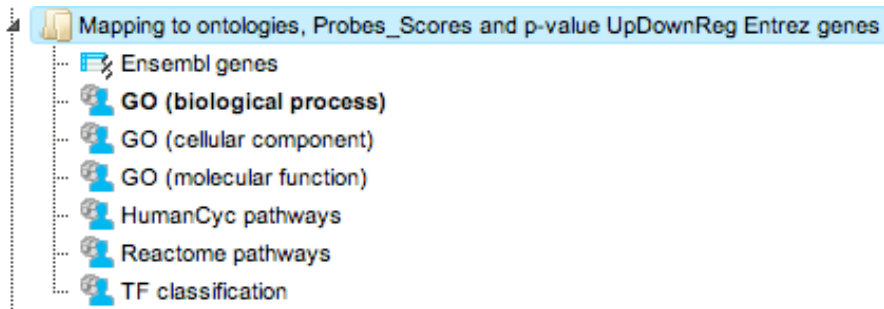 Mapping to ontologies, Probes_Scores and p-value UpDownReg Entrez genes
Ensembl genes
GO (biological process)
GO (cellular component)
GO (molecular function)
HumanCyc pathways
Reactome pathways
TF classification